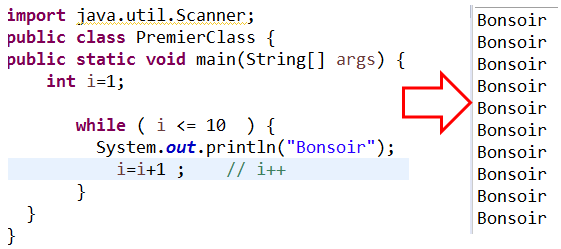 import java.util.Scanner;
public class PremierClass {
public static void main(String[] args) {
int i=1;
while ( i <= 10  ) {
System.out.println("Bonsoir");
i=i+1 ;    // i++
}
}
}
Bonsoir
Bonsoir
Bonsoir
Bonsoir
Bonsoir
Bonsoir
Bonsoir
Bonsoir
Bonsoir
Bonsoir